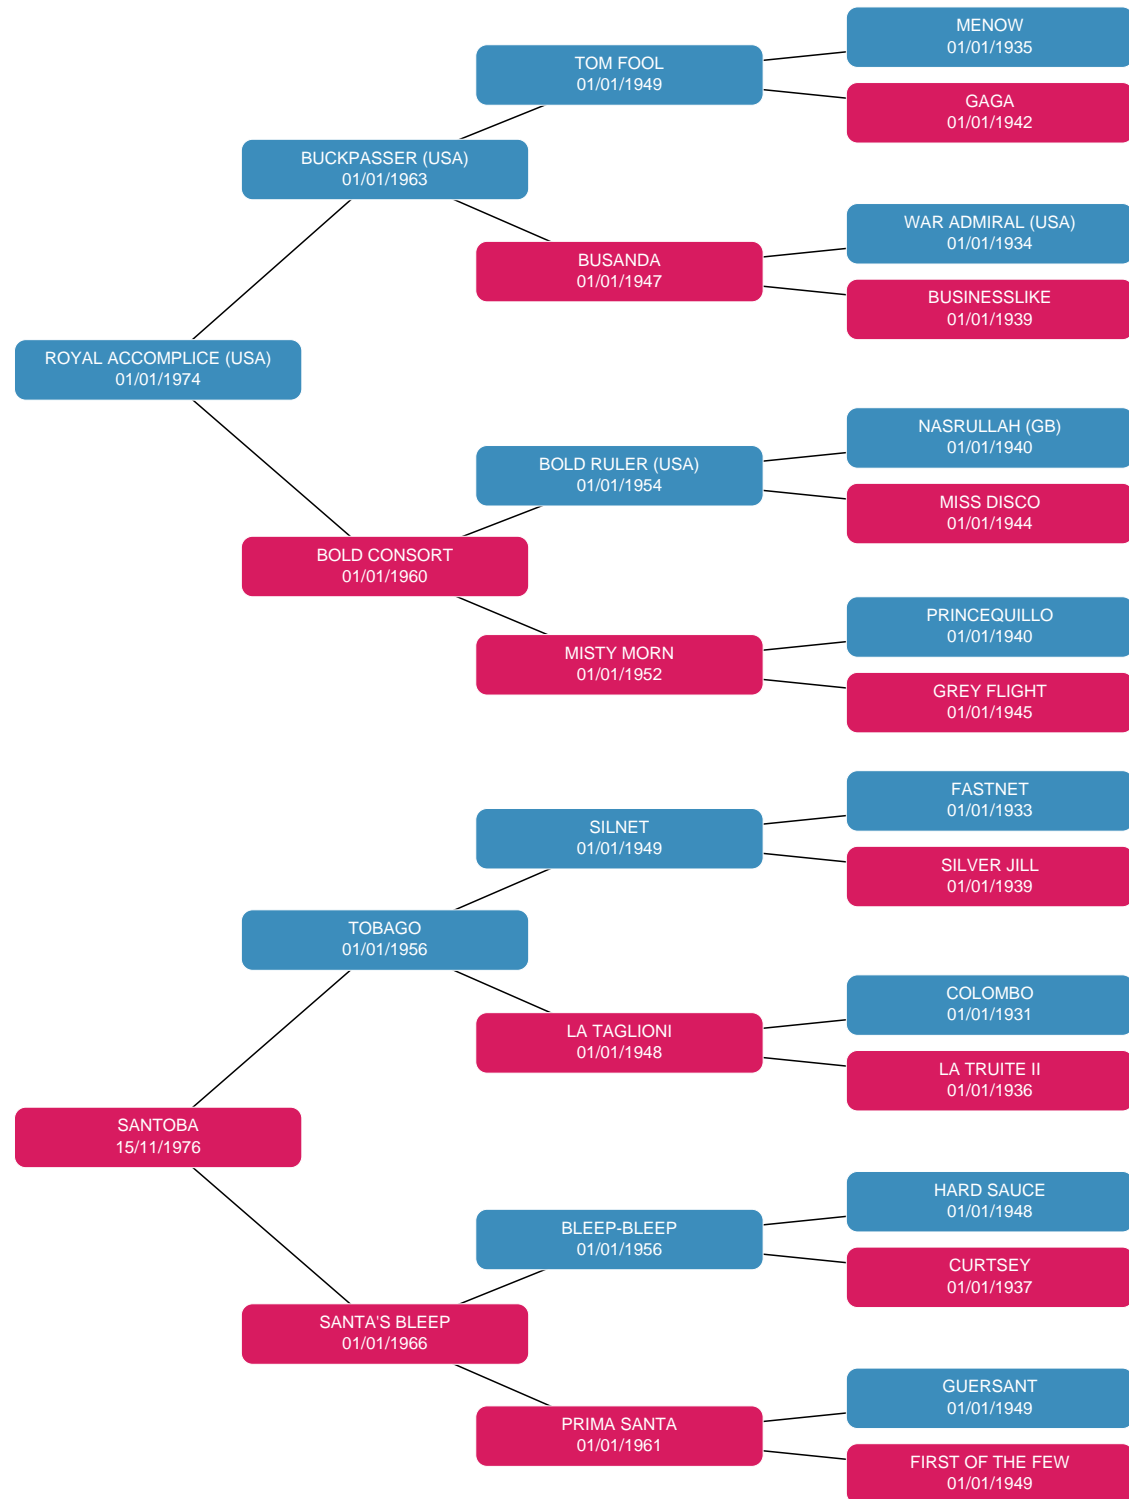 MENOW
01/01/1935
TOM FOOL
01/01/1949
GAGA
01/01/1942
BUCKPASSER (USA)
01/01/1963
WAR ADMIRAL (USA)
01/01/1934
BUSANDA
01/01/1947
BUSINESSLIKE
01/01/1939
ROYAL ACCOMPLICE (USA)
01/01/1974
NASRULLAH (GB)
01/01/1940
BOLD RULER (USA)
01/01/1954
MISS DISCO
01/01/1944
BOLD CONSORT
01/01/1960
PRINCEQUILLO
01/01/1940
MISTY MORN
01/01/1952
GREY FLIGHT
01/01/1945
FASTNET
01/01/1933
SILNET
01/01/1949
SILVER JILL
01/01/1939
TOBAGO
01/01/1956
COLOMBO
01/01/1931
LA TAGLIONI
01/01/1948
LA TRUITE II
01/01/1936
SANTOBA
15/11/1976
HARD SAUCE
01/01/1948
BLEEP-BLEEP
01/01/1956
CURTSEY
01/01/1937
SANTA'S BLEEP
01/01/1966
GUERSANT
01/01/1949
PRIMA SANTA
01/01/1961
FIRST OF THE FEW
01/01/1949